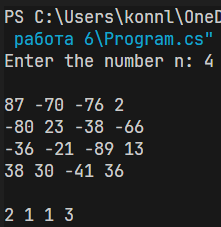 PS C:\Users\konnl\OneD
работа 6\Program.cs"
Enter the number n: 4
87 -70 -76 2
-80 23 -38 -66
-36 -21 -89 13
38 30 -41 36
2 1 1 3